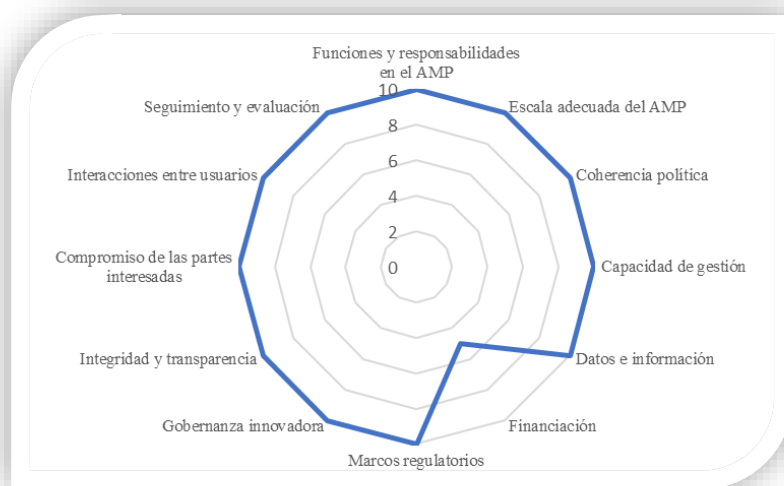 Funciones y responsabilidades
en el AMP
10
Seguimiento y evaluación
Escala adecuada del AMP
8
Interacciones entre usuarios
6
Coherencia política
4
2
Compromiso de las partes
interesadas
0
Capacidad de gestión
Integridad y transparencia
Datos e información
Gobernanza innovadora
Financiación
Marcos regulatorios